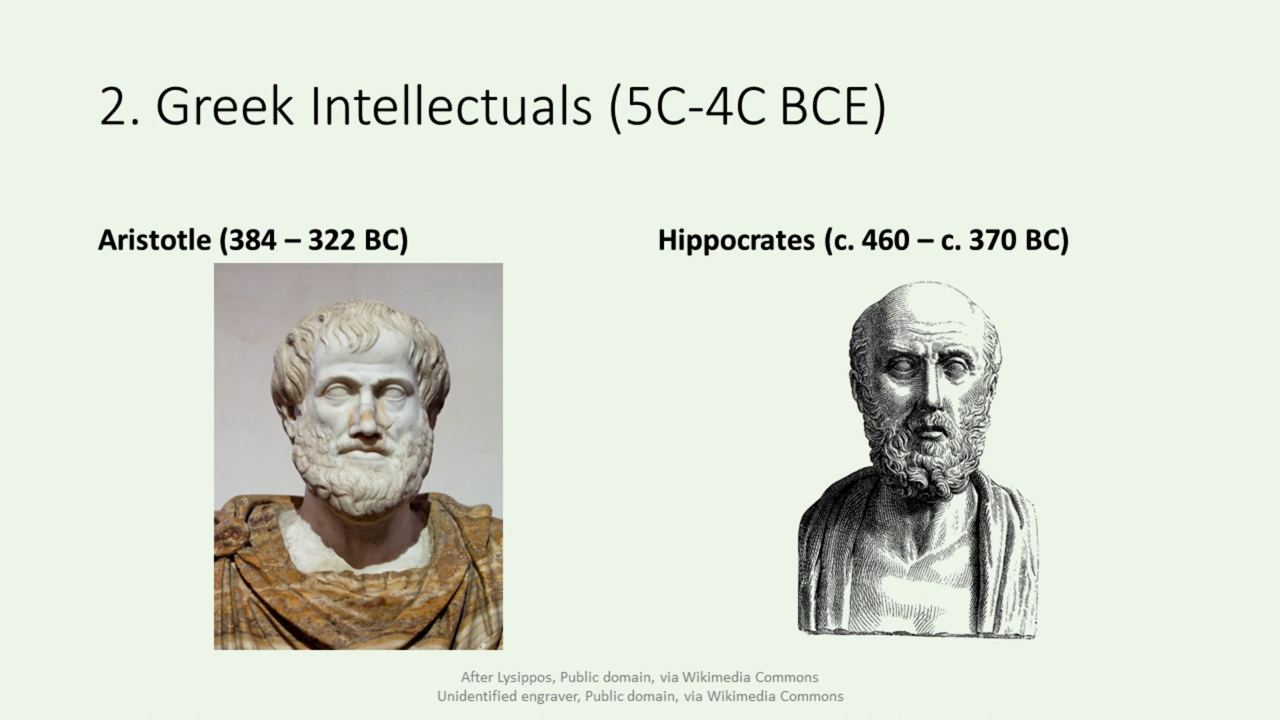 2. Greek Intellectuals (5C-4C BCE)
Aristotle (384 – 322 BC)
Hippocrates (c. 460 – c. 370 BC)
After Lysippos, Public domain, via Wikimedia Commons
Unidentified engraver, Public domain, via Wikimedia Commons